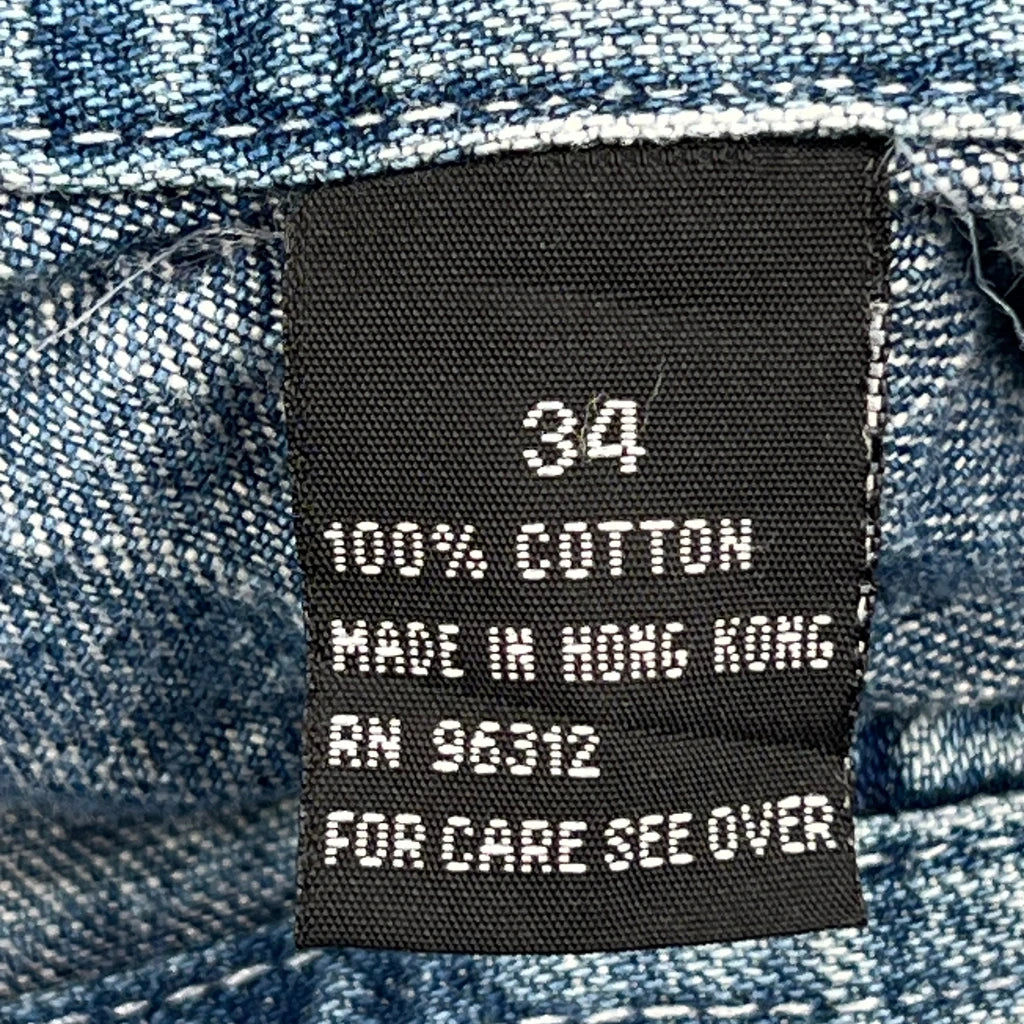 34
100% COTTON
MADE IN HONG KONG
RN 96312
FOR CARE SEE OVER